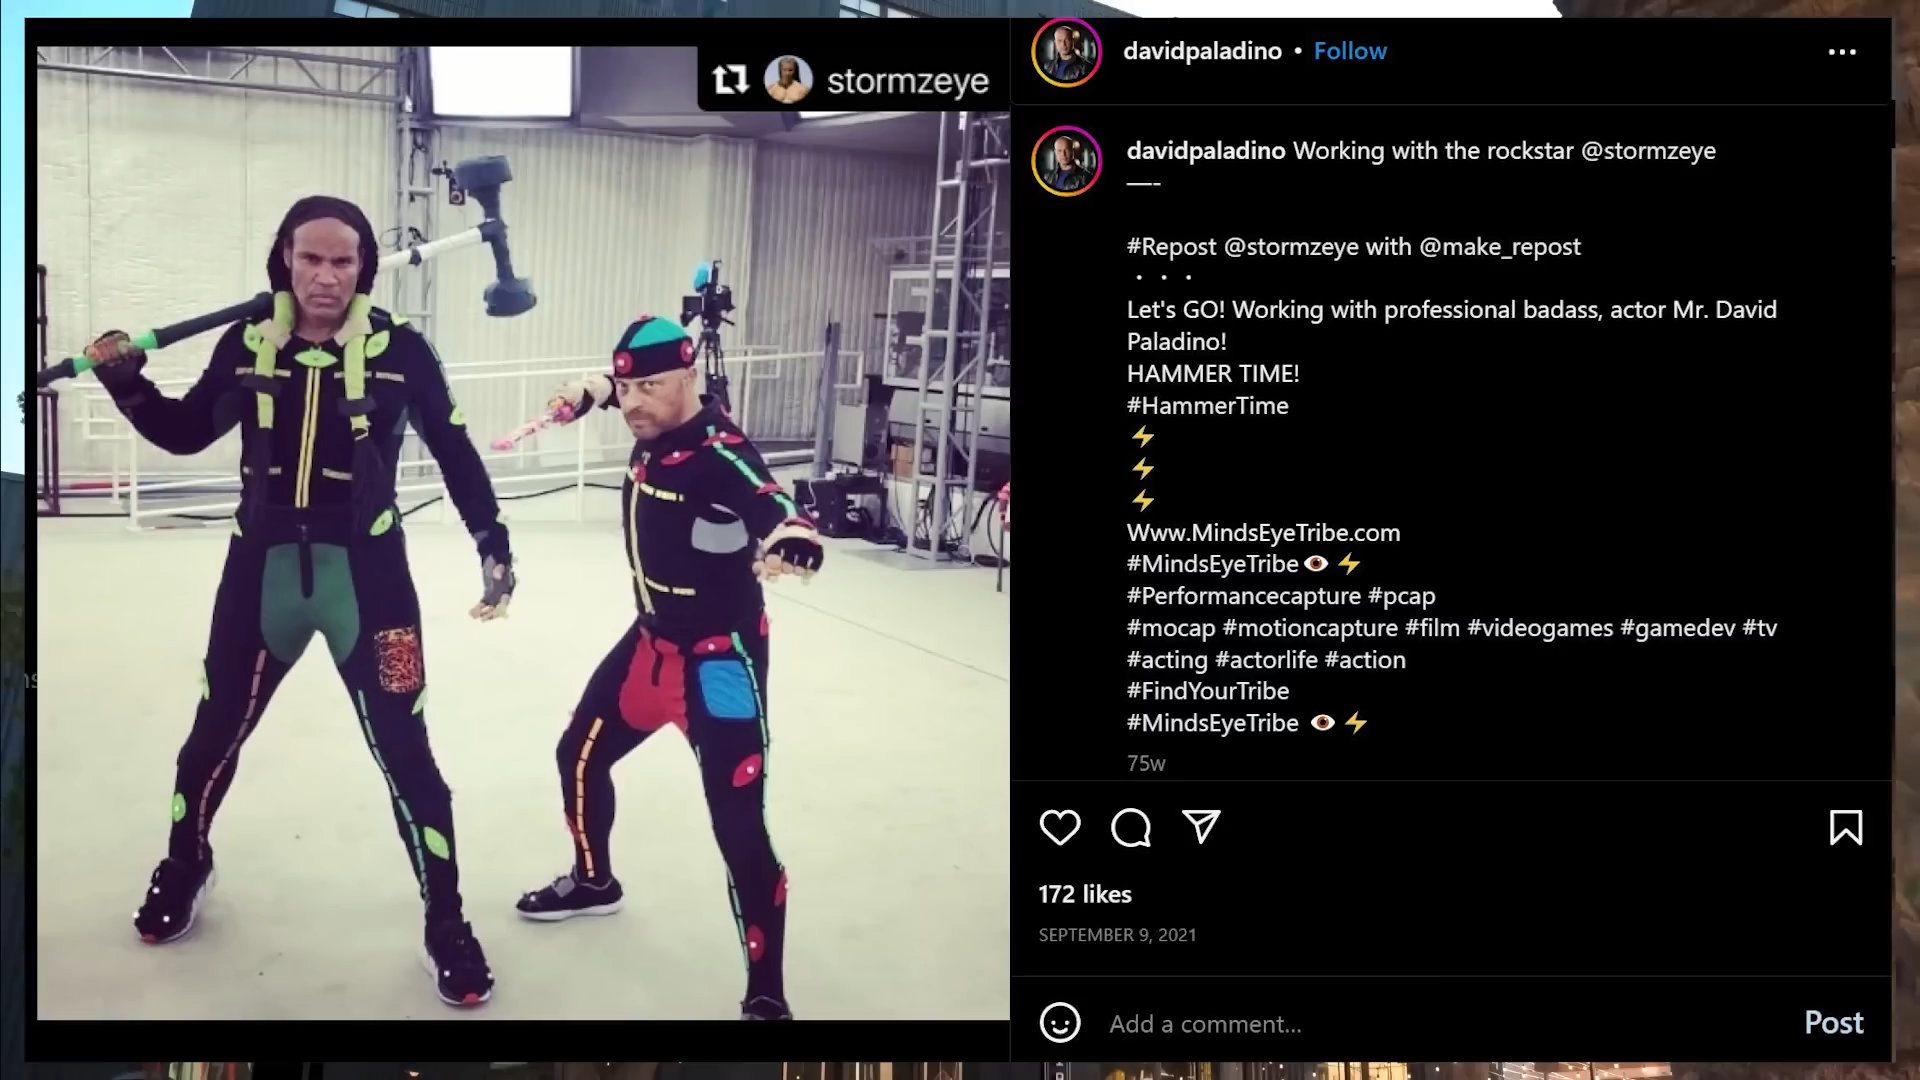 stormzeye
davidpaladino • Follow
davidpaladino Working with the rockstar @stormzeye
—-
#Repost @stormzeye with @make_repost
・・・
Let's GO! Working with professional badass, actor Mr. David
Paladino!
HAMMER TIME!
#HammerTime
⚡
⚡
⚡
Www.MindsEyeTribe.com
#MindsEyeTribe👁⚡
#Performancecapture #pcap
#mocap #motioncapture #film #videogames #gamedev #tv
#acting #actorlife #action
#FindYourTribe
#MindsEyeTribe 👁⚡
75w
172 likes
SEPTEMBER 9, 2021
Add a comment...
Post